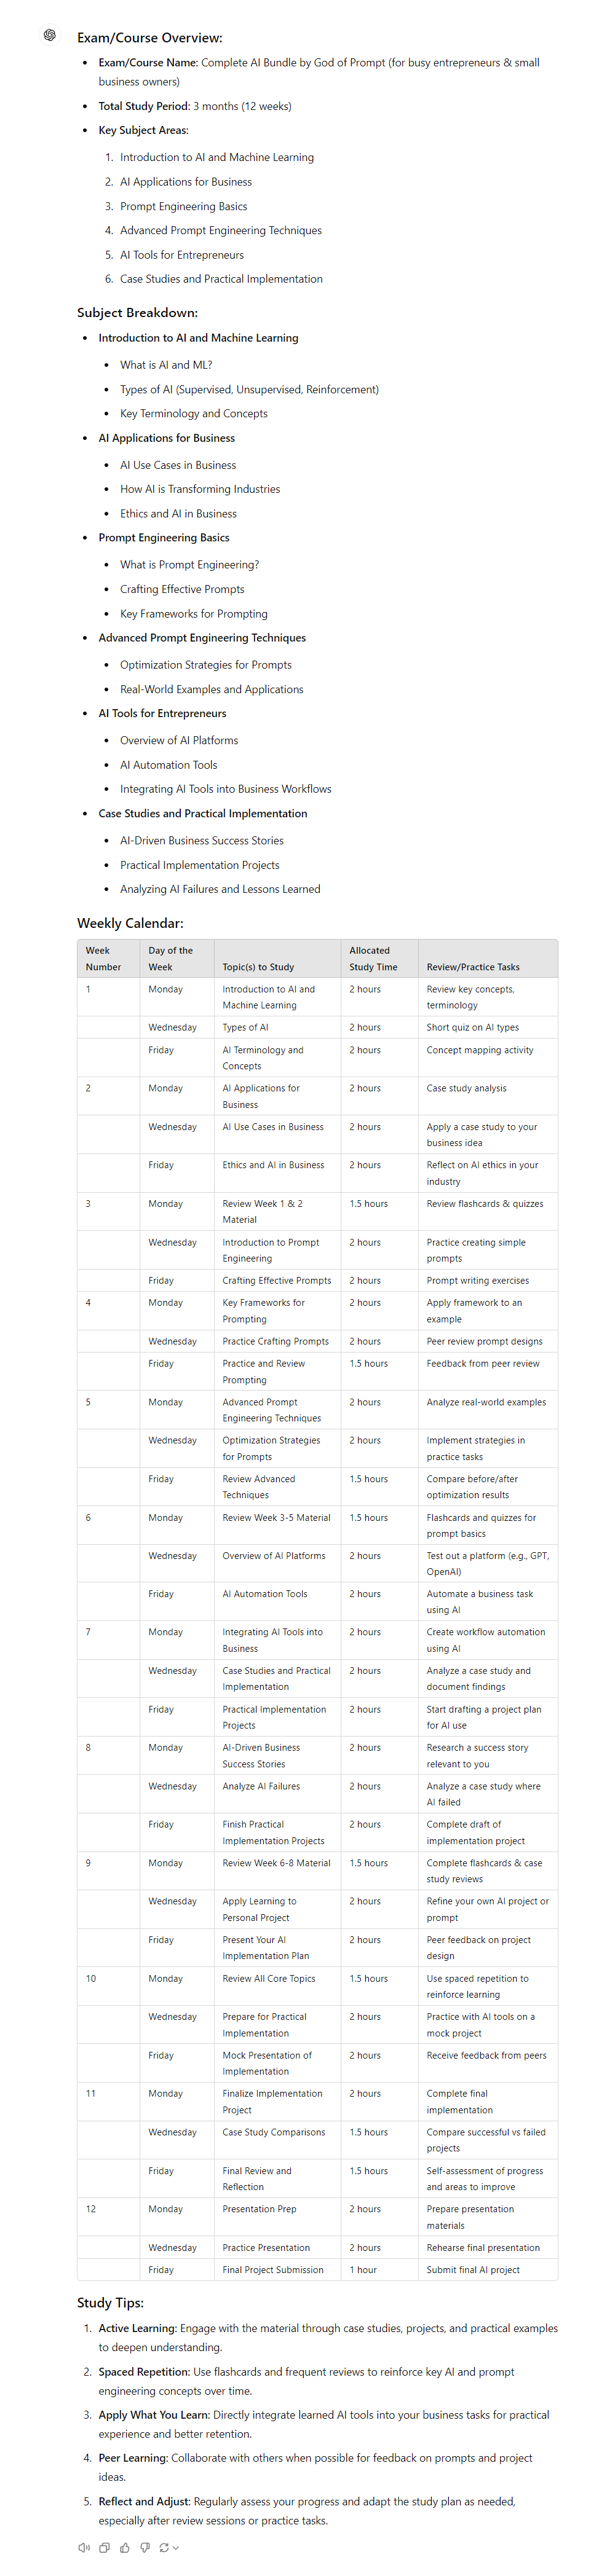 Exam/Course Overview:
• Exam/Course Name: Complete AI Bundle by God of Prompt (for busy entrepreneurs & small
business owners)
• Total Study Period: 3 months (12 weeks)
• Key Subject Areas:
1. Introduction to AI and Machine Learning
2. AI Applications for Business
3. Prompt Engineering Basics
4. Advanced Prompt Engineering Techniques
5. AI Tools for Entrepreneurs
6. Case Studies and Practical Implementation
Subject Breakdown:
• Introduction to AI and Machine Learning
• What is AI and ML?
• Types of AI (Supervised, Unsupervised, Reinforcement)
• Key Terminology and Concepts
• AI Applications for Business
• AI Use Cases in Business
• How AI is Transforming Industries
• Ethics and AI in Business
• Prompt Engineering Basics
• What is Prompt Engineering?
• Crafting Effective Prompts
• Key Frameworks for Prompting
• Advanced Prompt Engineering Techniques
• Optimization Strategies for Prompts
• Real-World Examples and Applications
• AI Tools for Entrepreneurs
• Overview of AI Platforms
• AI Automation Tools
• Integrating AI Tools into Business Workflows
• Case Studies and Practical Implementation
• AI-Driven Business Success Stories
• Practical Implementation Projects
• Analyzing AI Failures and Lessons Learned
Weekly Calendar:
Week Number | Day of the Week | Topic(s) to Study | Allocated Study Time | Review/Practice Tasks
1 | Monday | Introduction to AI and Machine Learning | 2 hours | Review key concepts, terminology
Wednesday | Types of AI | 2 hours | Short quiz on AI types
Friday | AI Terminology and Concepts | 2 hours | Concept mapping activity
2 | Monday | AI Applications for Business | 2 hours | Case study analysis
Wednesday | AI Use Cases in Business | 2 hours | Apply a case study to your business idea
Friday | Ethics and AI in Business | 2 hours | Reflect on AI ethics in your industry
3 | Monday | Review Week 1 & 2 Material | 1.5 hours | Review flashcards & quizzes
Wednesday | Introduction to Prompt Engineering | 2 hours | Practice creating simple prompts
Friday | Crafting Effective Prompts | 2 hours | Prompt writing exercises
4 | Monday | Key Frameworks for Prompting | 2 hours | Apply framework to an example
Wednesday | Practice Crafting Prompts | 2 hours | Peer review prompt designs
Friday | Practice and Review Prompting | 1.5 hours | Feedback from peer review
5 | Monday | Advanced Prompt Engineering Techniques | 2 hours | Analyze real-world examples
Wednesday | Optimization Strategies for Prompts | 2 hours | Implement strategies in practice tasks
Friday | Review Advanced Techniques | 1.5 hours | Compare before/after optimization results
6 | Monday | Review Week 3-5 Material | 1.5 hours | Flashcards and quizzes for prompt basics
Wednesday | Overview of AI Platforms | 2 hours | Test out a platform (e.g., GPT, OpenAI)
Friday | AI Automation Tools | 2 hours | Automate a business task using AI
7 | Monday | Integrating AI Tools into Business | 2 hours | Create workflow automation using AI
Wednesday | Case Studies and Practical Implementation | 2 hours | Analyze a case study and document findings
Friday | Practical Implementation Projects | 2 hours | Start drafting a project plan for AI use
8 | Monday | AI-Driven Business Success Stories | 2 hours | Research a success story relevant to you
Wednesday | Analyze AI Failures | 2 hours | Analyze a case study where AI failed
Friday | Finish Practical Implementation Projects | 2 hours | Complete draft of implementation project
9 | Monday | Review Week 6-8 Material | 1.5 hours | Complete flashcards & case study reviews
Wednesday | Apply Learning to Personal Project | 2 hours | Refine your own AI project or prompt
Friday | Present Your AI Implementation Plan | 2 hours | Peer feedback on project design
10 | Monday | Review All Core Topics | 1.5 hours | Use spaced repetition to reinforce learning
Wednesday | Prepare for Practical Implementation | 2 hours | Practice with AI tools on a mock project
Friday | Mock Presentation of Implementation | 2 hours | Receive feedback from peers
11 | Monday | Finalize Implementation Project | 2 hours | Complete final implementation
Wednesday | Case Study Comparisons | 1.5 hours | Compare successful vs failed projects
Friday | Final Review and Reflection | 1.5 hours | Self-assessment of progress and areas to improve
12 | Monday | Presentation Prep | 2 hours | Prepare presentation materials
Wednesday | Practice Presentation | 2 hours | Rehearse final presentation
Friday | Final Project Submission | 1 hour | Submit final AI project
Study Tips:
1. Active Learning: Engage with the material through case studies, projects, and practical examples
to deepen understanding.
2. Spaced Repetition: Use flashcards and frequent reviews to reinforce key AI and prompt
engineering concepts over time.
3. Apply What You Learn: Directly integrate learned AI tools into your business tasks for practical
experience and better retention.
4. Peer Learning: Collaborate with others when possible for feedback on prompts and project
ideas.
5. Reflect and Adjust: Regularly assess your progress and adapt the study plan as needed,
especially after review sessions or practice tasks.